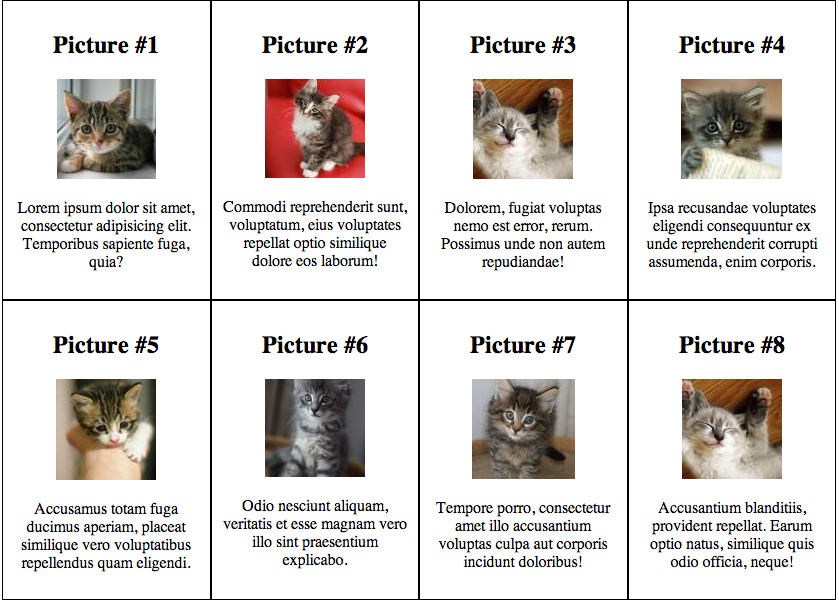 Picture #1
Lorem ipsum dolor sit amet,
consectetur adipisicing elit.
Temporibus sapiente fuga,
quia?
Picture #2
Commodi reprehenderit sunt,
voluptatum, eius voluptates
repellat optio similique
dolore eos laborum!
Picture #3
Dolorem, fugiat voluptas
nemo est error, rerum.
Possimus unde non autem
repudiandae!
Picture #4
Ipsa recusandae voluptates
eligendi consequuntur ex
unde reprehenderit corrupti
assumenda, enim corporis.
Picture #5
Accusamus totam fuga
ducimus aperiam, placeat
similique vero voluptatibus
repellendus quam eligendi.
Picture #6
Odio nesciunt aliquam,
veritatis et esse magnam vero
illo sint praesentium
explicabo.
Picture #7
Tempore porro, consectetur
amet illo accusantium
voluptas culpa aut corporis
incidunt doloribus!
Picture #8
Accusantium blanditiis,
provident repellat. Earum
optio natus, similique quis
odio officia, neque!